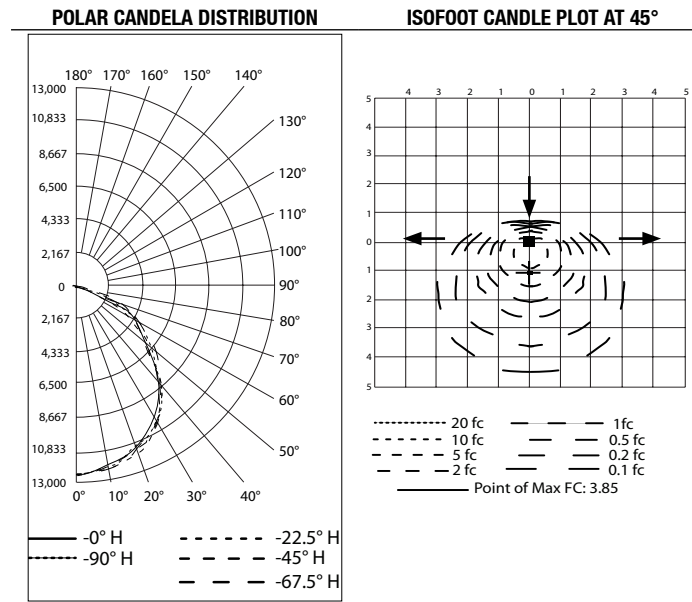 POLAR CANDELA DISTRIBUTION
180° 170° 160° 150° 140°
13,000
10,833
8,667
6,500
4,333
2,167
0
2,167
4,333
6,500
8,667
10,833
13,000
130°
120°
110°
100°
90°
80°
70°
60°
50°
0° 10° 20° 30° 40°
-0° H
-90° H
-22.5° H
-45° H
-67.5° H
ISOFOOT CANDLE PLOT AT 45°
4 3 2 1 0 1 2 3 4 5
5
4
3
2
1
0
1
2
3
4
5
20 fc
10 fc
5 fc
2 fc
1fc
0.5 fc
0.2 fc
0.1 fc
Point of Max FC: 3.85